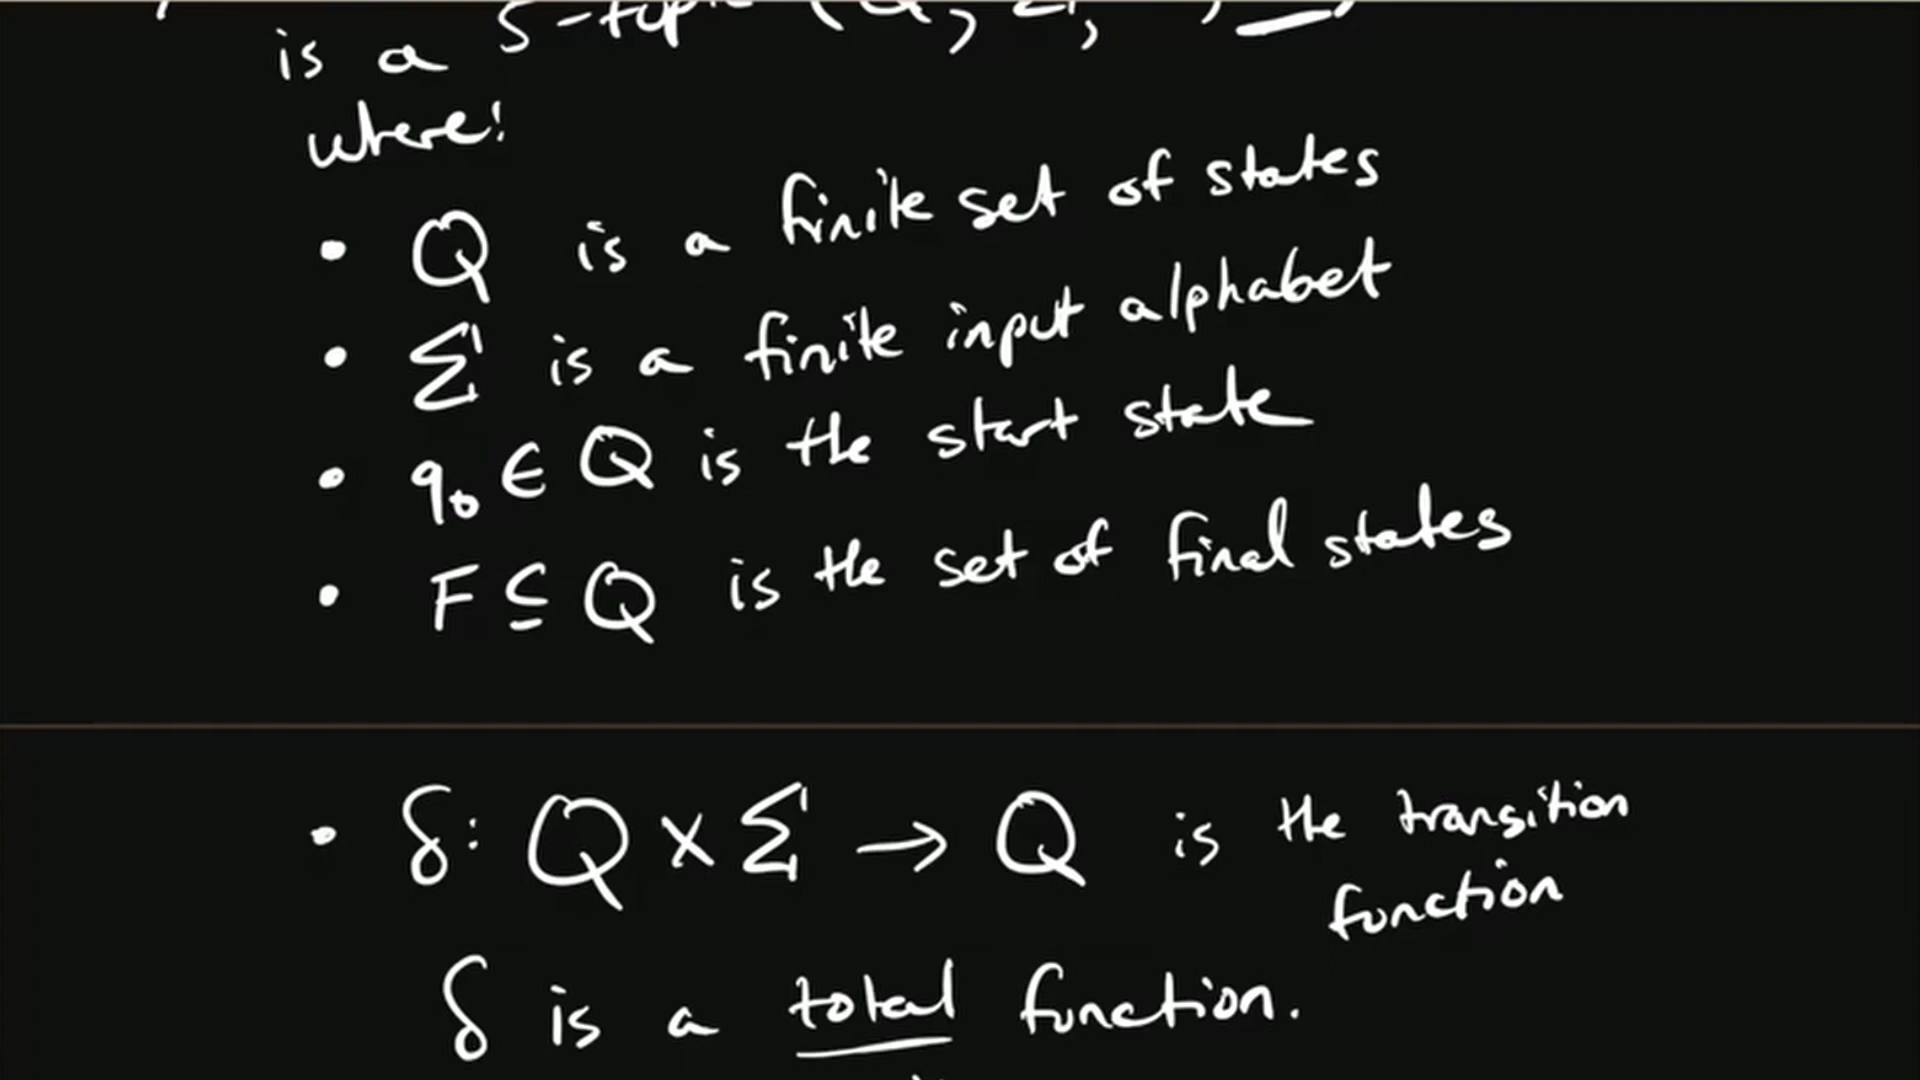 is a 5-tuple (Q, Σ,
where:
• Q is a finite set of states
• Σ is a finite input alphabet
• q₀ ∈ Q is the start state
• F ⊆ Q is the set of final states
• δ: Q × Σ → Q is the transition
function
δ is a total function.